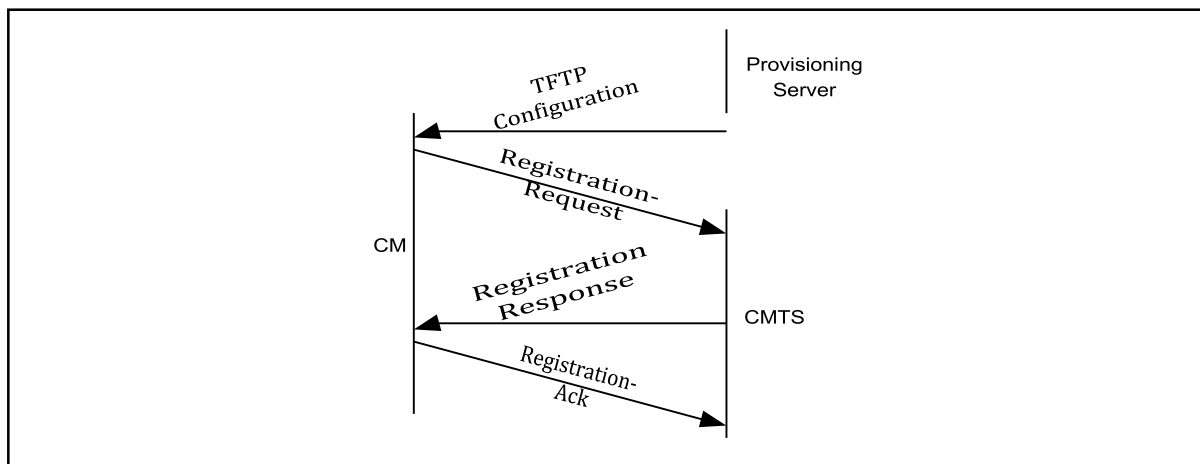 Provisioning
Server
TFTP
Configuration
Registration-
Request
CM
Registration
Response
CMTS
Registration-
Ack